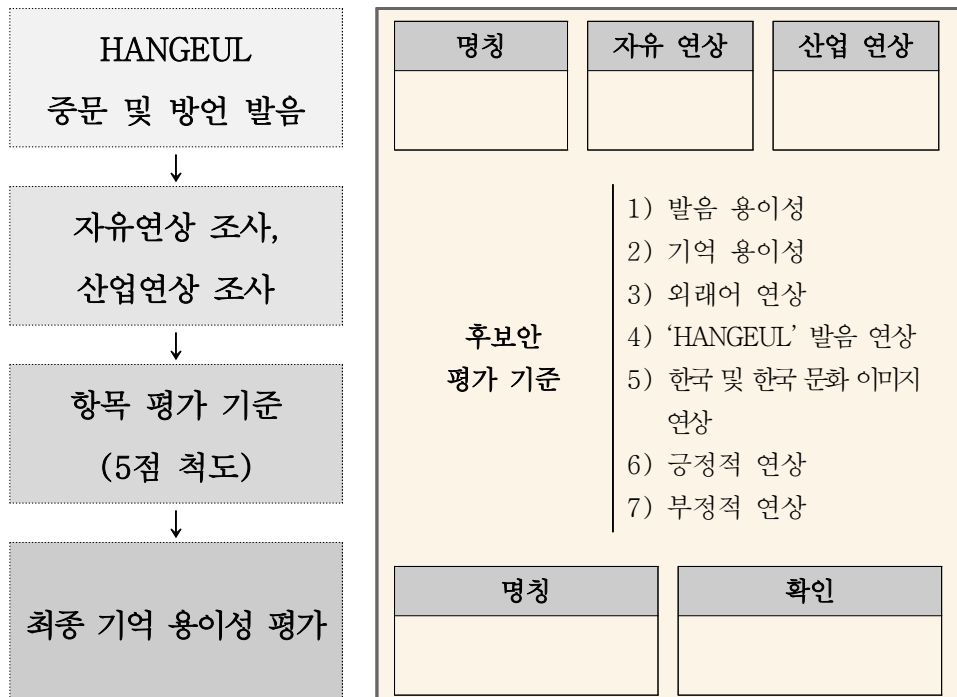 HANGEUL
중문 및 방언 발음
↓
자유연상 조사,
산업연상 조사
↓
항목 평가 기준
(5점 척도)
↓
최종 기억 용이성 평가
명칭
자유 연상
산업 연상
후보안
평가 기준
1) 발음 용이성
2) 기억 용이성
3) 외래어 연상
4) ‘HANGEUL’ 발음 연상
5) 한국 및 한국 문화 이미지
연상
6) 긍정적 연상
7) 부정적 연상
명칭
확인